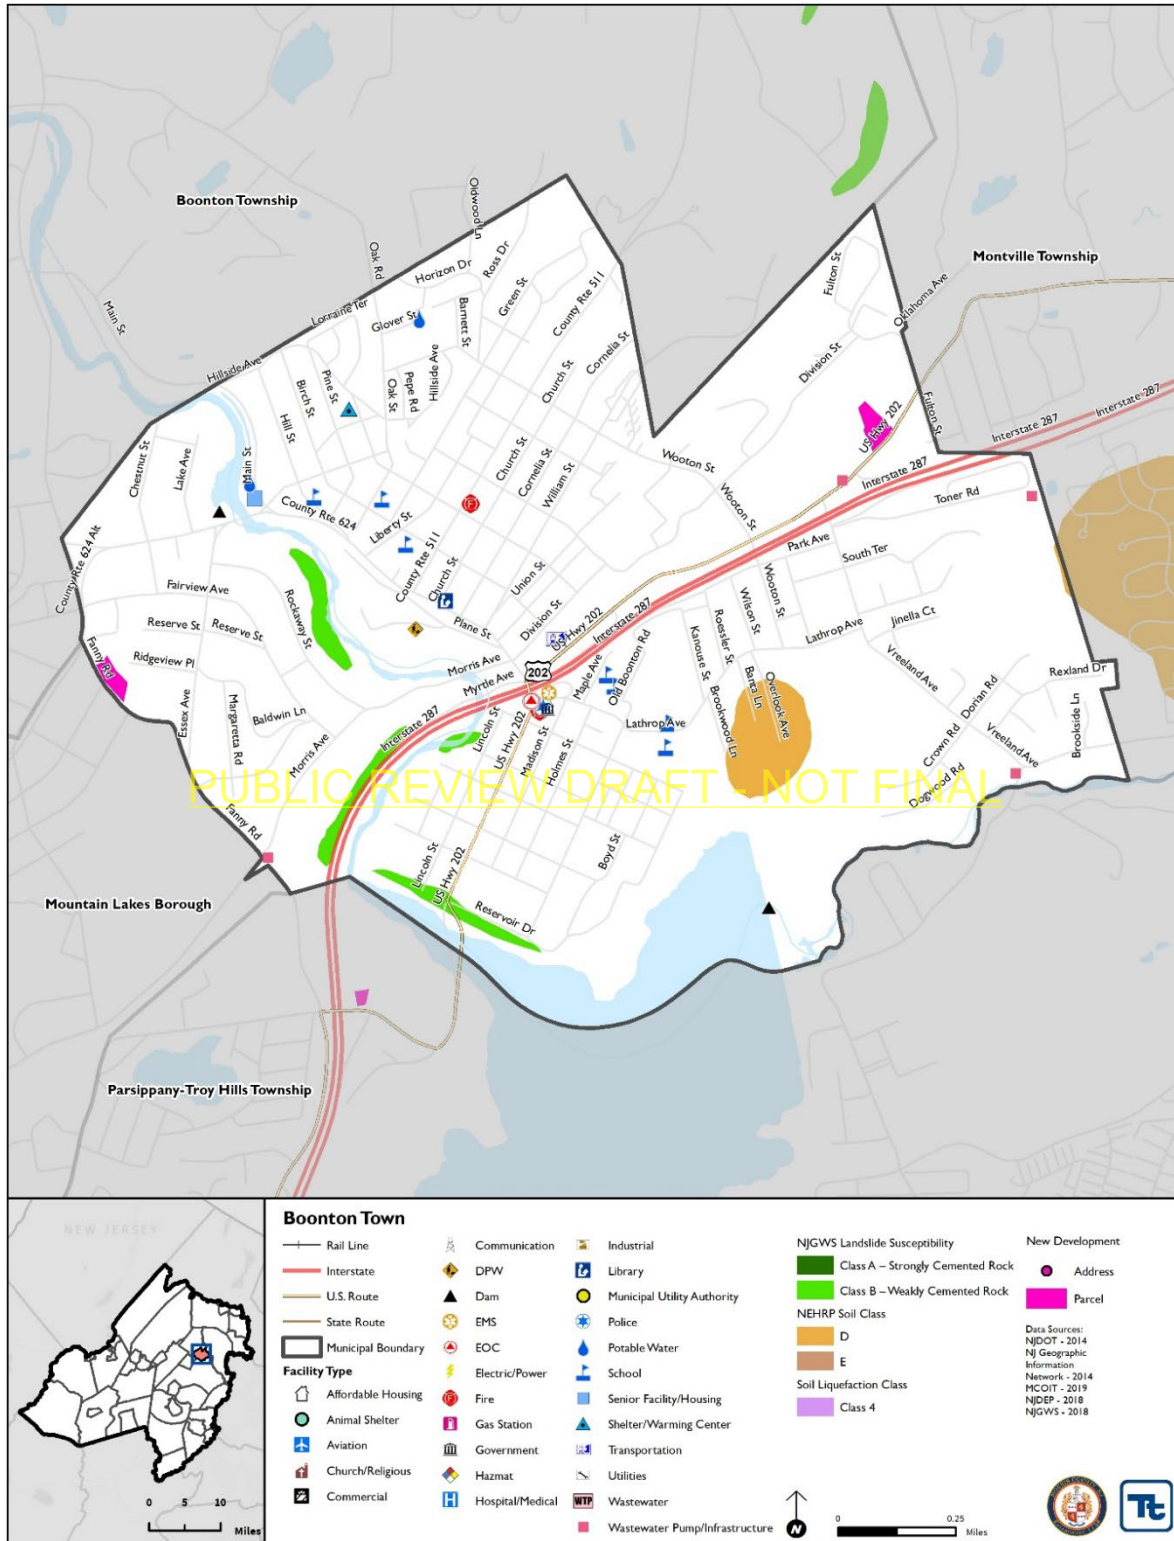 Boonton Township
Montville Township
Mountain Lakes Borough
Parsippany-Troy Hills Township
Main St
Oldwood Ln
Oak Rd
Horizon Dr
Ross Dr
Green St
County Rte 511
Lorraine Ter
Glover St
Barnett St
Hillside Ave
Hillside Ave
Cornelia St
Church St
Pine St
Birch St
Hill St
Oak St
Pepe Rd
Fulton St
Oklahoma Ave
Division St
US Hwy 202
Fulton St
Interstate 287
Interstate 287
Interstate 287
Chestnut St
Lake Ave
Main St
Church St
Cornelia St
William St
Wooton St
Wooton St
Toner Rd
County Rte 624
Liberty St
County Rte 511
Church St
Union St
Park Ave
South Ter
County Rte 624 Alt
Fairview Ave
Rockaway St
Division St
US Hwy 202
Interstate 287
Wooton St
Wilson St
Roessler St
Kanouse St
Lathrop Ave
Jinella Ct
Reserve St
Reserve St
Plane St
Fanny Rd
Ridgeview Pl
Morris Ave
Myrtle Ave
202
Maple Ave
Old Boonton Rd
Vreeland Ave
Rexland Dr
Essex Ave
Margaretta Rd
Baldwin Ln
Morris Ave
Interstate 287
Lincoln St
US Hwy 202
Madison St
Holmes St
Lathrop Ave
Brookwood Ln
Banta Ln
Overlook Ave
Dorian Rd
Crown Rd
Vreeland Ave
Brookside Ln
Dogwood Rd
PUBLIC REVIEW DRAFT - NOT FINAL
Fanny Rd
Lincoln St
US Hwy 202
Boyd St
Reservoir Dr
NEW JERSEY
0 5 10
Miles
Boonton Town
Rail Line
Interstate
U.S. Route
State Route
Municipal Boundary
Facility Type
Affordable Housing
Animal Shelter
Aviation
Church/Religious
Commercial
Communication
DPW
Dam
EMS
EOC
Electric/Power
Fire
Gas Station
Government
Hazmat
H Hospital/Medical
Industrial
Library
Municipal Utility Authority
Police
Potable Water
School
Senior Facility/Housing
Shelter/Warming Center
Transportation
Utilities
WTP Wastewater
Wastewater Pump/Infrastructure
NJGWS Landslide Susceptibility
Class A – Strongly Cemented Rock
Class B – Weakly Cemented Rock
NEHRP Soil Class
D
E
Soil Liquefaction Class
Class 4
New Development
Address
Parcel
Data Sources:
NJDOT - 2014
NJ Geographic
Information
Network - 2014
MCOIT - 2019
NJDEP - 2018
NJGWS - 2018
N
0 0.25
Miles
Tt